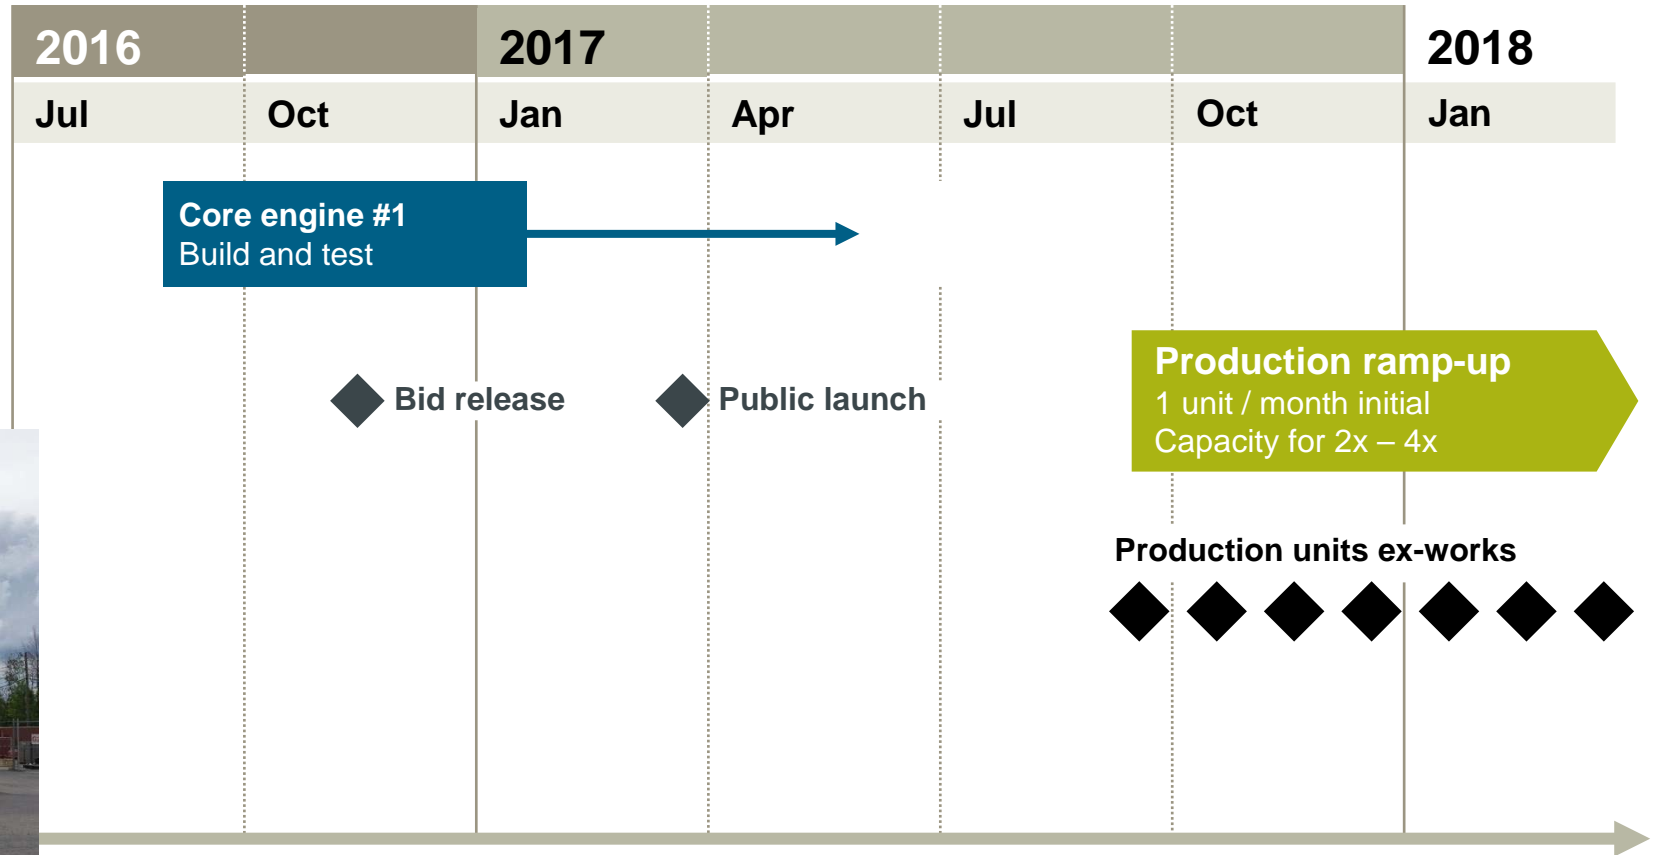 2016
2017
2018
Jul
Oct
Jan
Apr
Jul
Oct
Jan
Core engine #1
Build and test
Bid release
Public launch
Production ramp-up
1 unit / month initial
Capacity for 2x – 4x
Production units ex-works